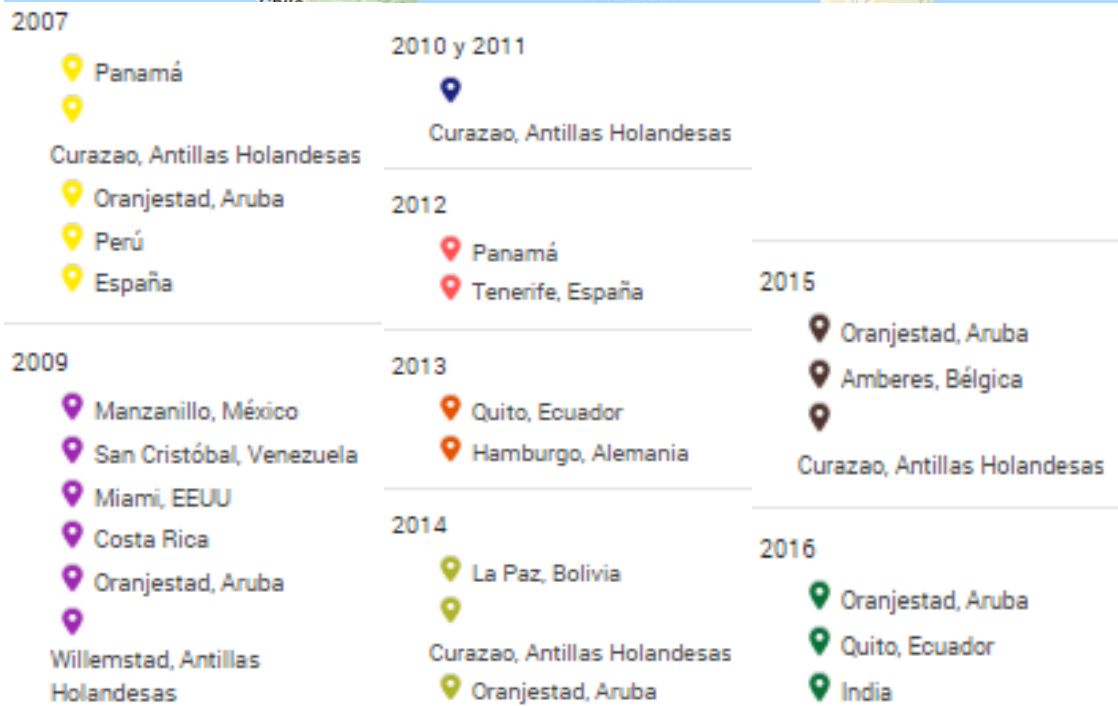 2007
Panamá
Curazao, Antillas Holandesas
Oranjestad, Aruba
Perú
España
2009
Manzanillo, México
San Cristóbal, Venezuela
Miami, EEUU
Costa Rica
Oranjestad, Aruba
Willemstad, Antillas
Holandesas
2010 y 2011
Curazao, Antillas Holandesas
2012
Panamá
Tenerife, España
2013
Quito, Ecuador
Hamburgo, Alemania
2014
La Paz, Bolivia
Curazao, Antillas Holandesas
Oranjestad, Aruba
2015
Oranjestad, Aruba
Amberes, Bélgica
Curazao, Antillas Holandesas
2016
Oranjestad, Aruba
Quito, Ecuador
India